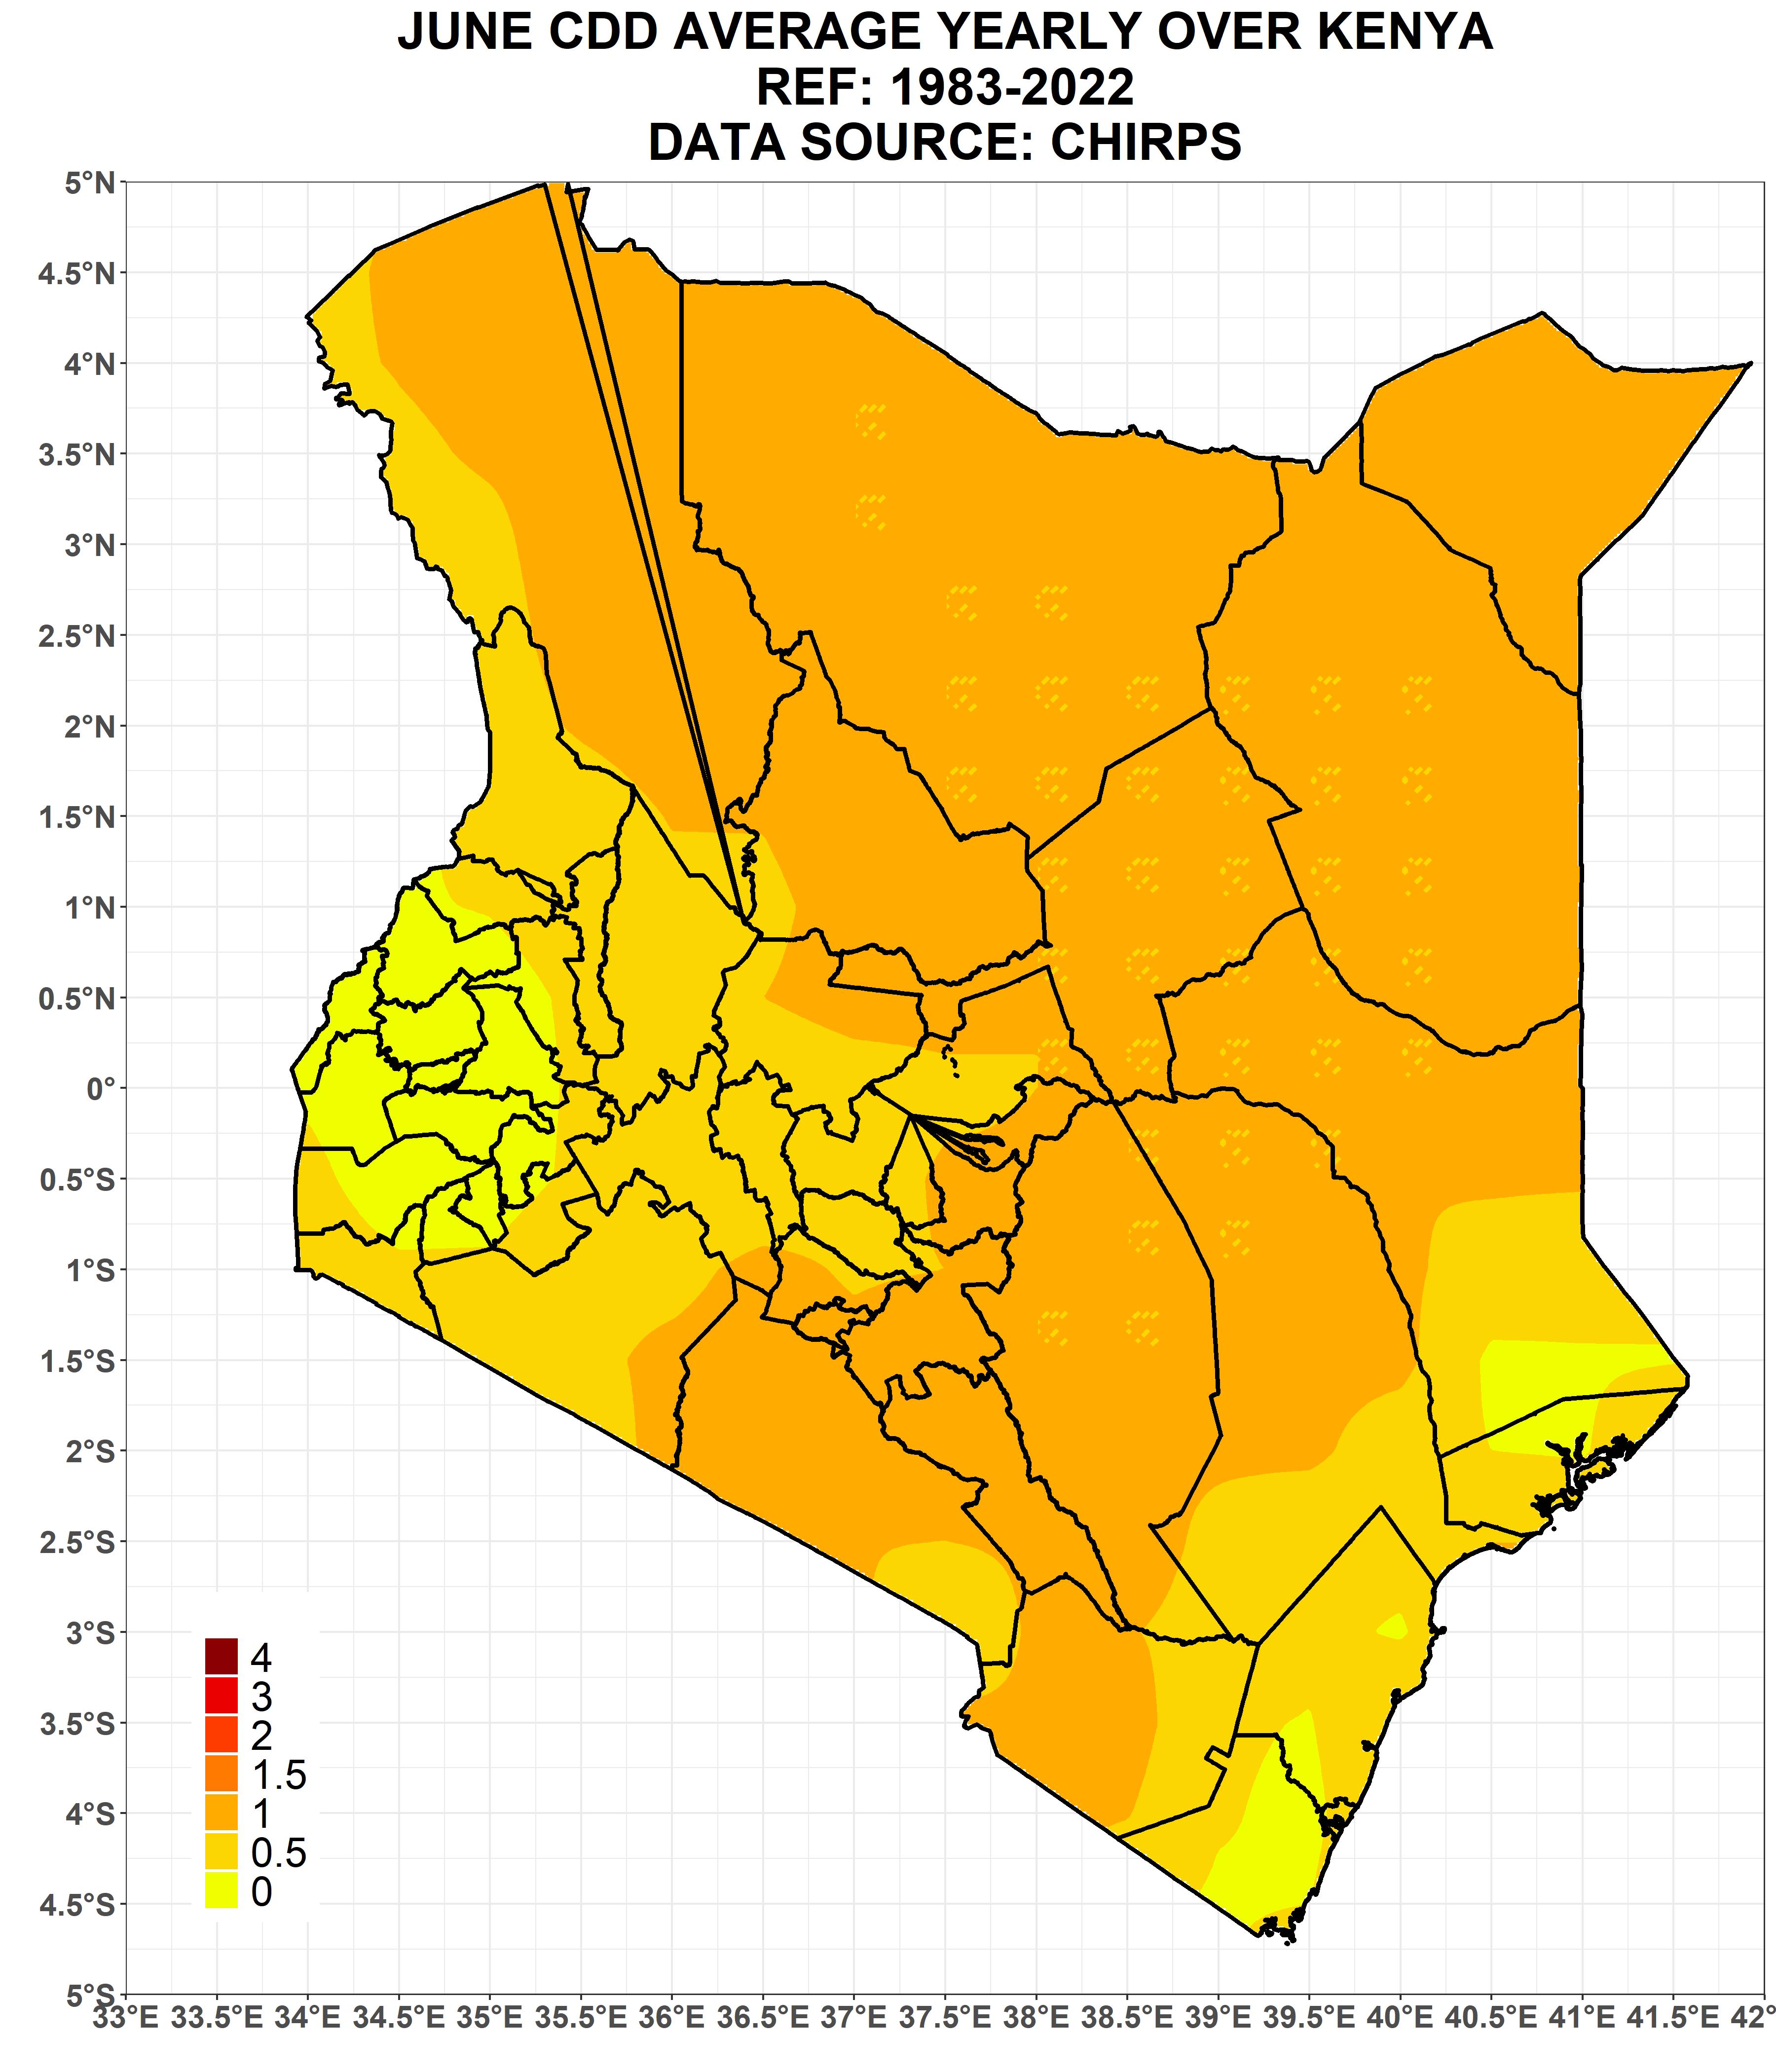 JUNE CDD AVERAGE YEARLY OVER KENYA
REF: 1983-2022
DATA SOURCE: CHIRPS
5°N
4.5°N
4°N
3.5°N
3°N
2.5°N
2°N
1.5°N
1°N
0.5°N
0°
0.5°S
1°S
1.5°S
2°S
2.5°S
3°S
3.5°S
4°S
4.5°S
5°S
4
3
2
1.5
1
0.5
0
33°E 33.5°E 34°E 34.5°E 35°E 35.5°E 36°E 36.5°E 37°E 37.5°E 38°E 38.5°E 39°E 39.5°E 40°E 40.5°E 41°E 41.5°E 42°